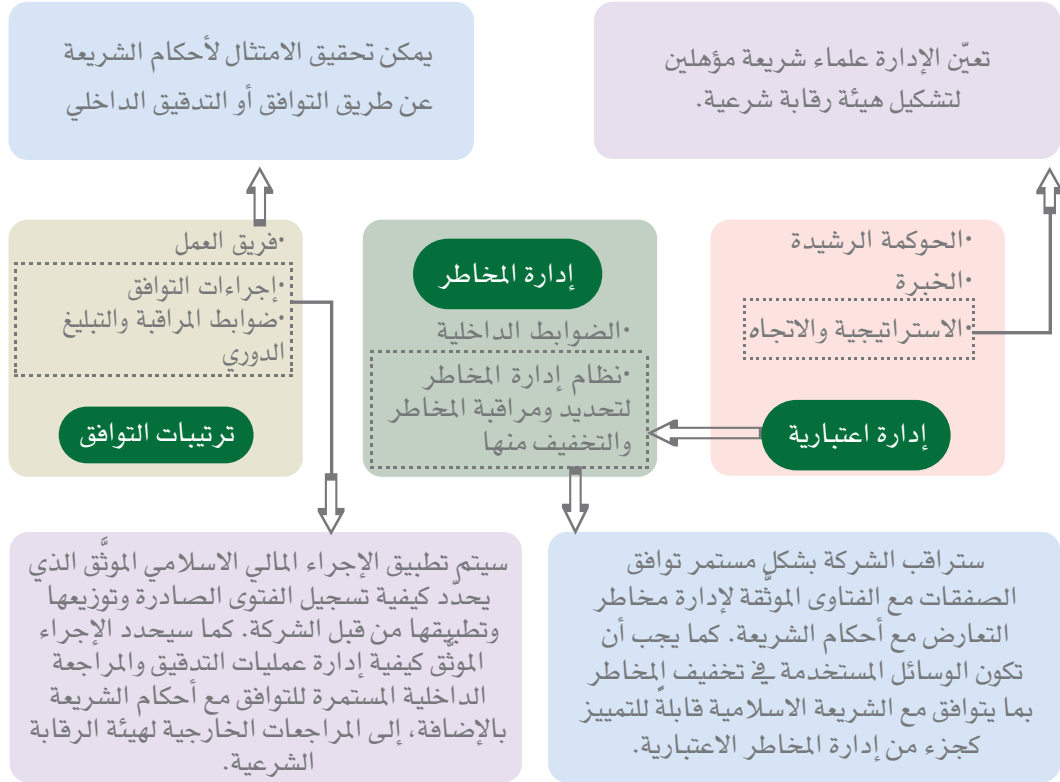 تعيّن الإدارة علماء شريعة مؤهلين
لتشكيل هيئة رقابة شرعية.
يمكن تحقيق الامتثال لأحكام الشريعة
عن طريق التوافق أو التدقيق الداخلي
•الحوكمة الرشيدة
•الخبرة
•الاستراتيجية والاتجاه
إدارة اعتبارية
إدارة المخاطر
•الضوابط الداخلية
•نظام إدارة المخاطر
لتحديد ومراقبة المخاطر
والتخفيف منها
•فريق العمل
•إجراءات التوافق
•ضوابط المراقبة والتبليغ
الدوري
ترتيبات التوافق
ستراقب الشركة بشكل مستمر توافق
الصفقات مع الفتاوى الموثّقة لإدارة مخاطر
التعارض مع أحكام الشريعة. كما يجب أن
تكون الوسائل المستخدمة في تخفيف المخاطر
بما يتوافق مع الشريعة الاسلامية قابلةً للتمييز
كجزء من إدارة المخاطر الاعتبارية.
سيتم تطبيق الإجراء المالي الاسلامي الموثَّق الذي
يحدّد كيفية تسجيل الفتوى الصادرة وتوزيعها
وتطبيقها من قبل الشركة. كما سيحدد الإجراء
الموثَّق كيفية إدارة عمليات التدقيق والمراجعة
الداخلية المستمرة للتوافق مع أحكام الشريعة
بالإضافة، إلى المراجعات الخارجية لهيئة الرقابة
الشرعية.